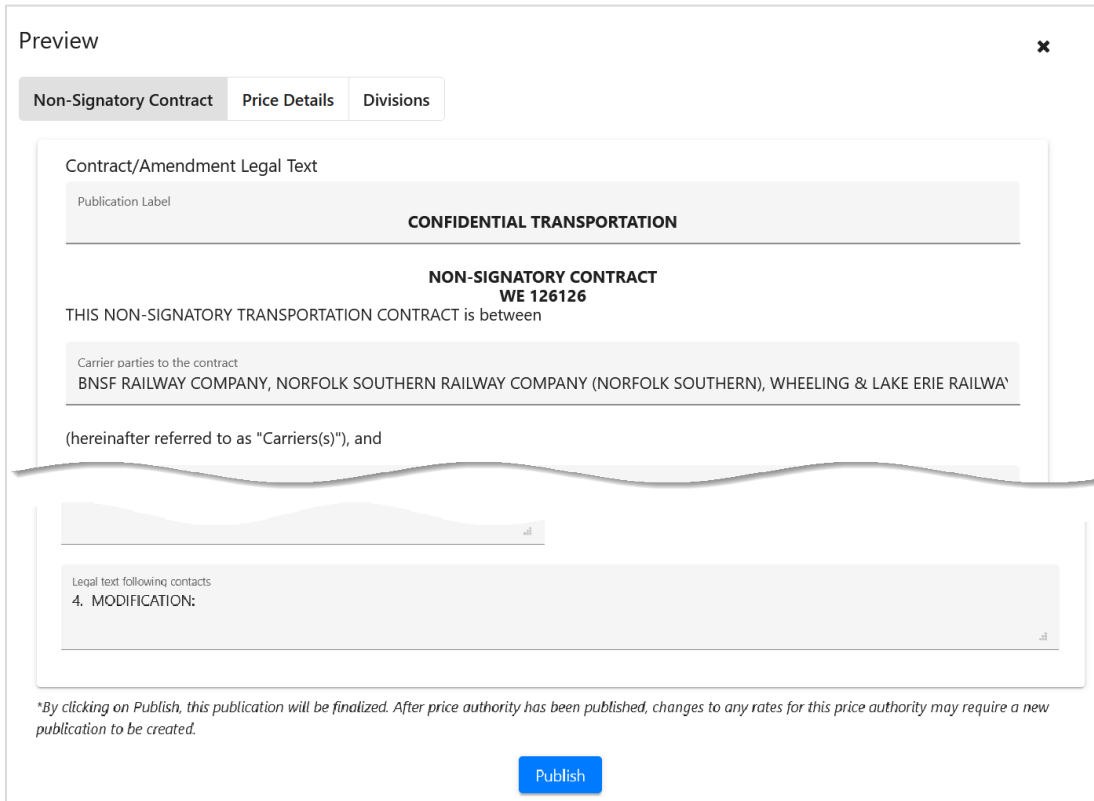 Preview
✖
Non-Signatory Contract Price Details Divisions
Contract/Amendment Legal Text
Publication Label
CONFIDENTIAL TRANSPORTATION
NON-SIGNATORY CONTRACT
WE 126126
THIS NON-SIGNATORY TRANSPORTATION CONTRACT is between
Carrier parties to the contract
BNSF RAILWAY COMPANY, NORFOLK SOUTHERN RAILWAY COMPANY (NORFOLK SOUTHERN), WHEELING & LAKE ERIE RAILWA
(hereinafter referred to as "Carriers(s)"), and
Legal text following contacts
4. MODIFICATION:
*By clicking on Publish, this publication will be finalized. After price authority has been published, changes to any rates for this price authority may require a new
publication to be created.
Publish